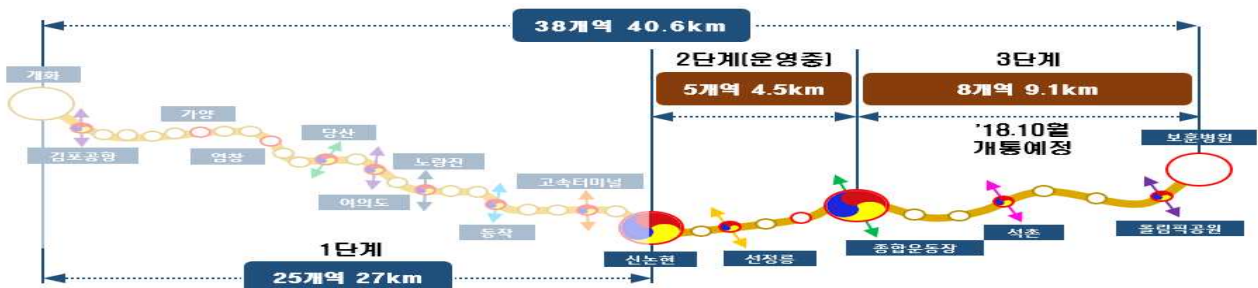 38개역 40.6km
2단계(운영중)
3단계
5개역 4.5km
8개역 9.1km
'18.10월
개통예정
개화
가양
김포공항
염창
당산
노량진
여의도
고속터미널
동작
보훈병원
1단계
25개역 27km
신논현
선정릉
종합운동장
석촌
올림픽공원